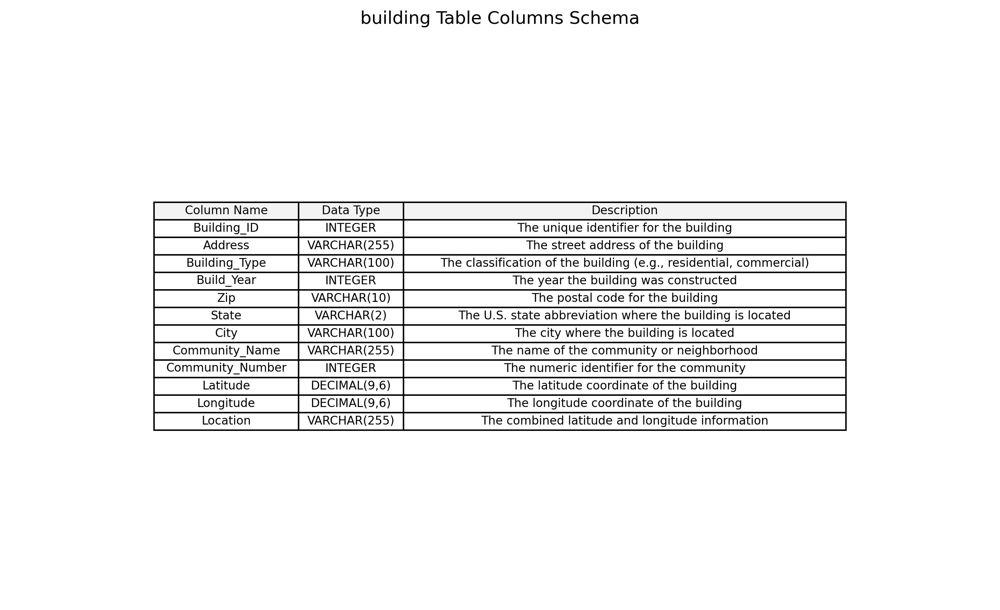 building Table Columns Schema
Column Name Data Type Description
Building_ID INTEGER The unique identifier for the building
Address VARCHAR(255) The street address of the building
Building_Type VARCHAR(100) The classification of the building (e.g., residential, commercial)
Build_Year INTEGER The year the building was constructed
Zip VARCHAR(10) The postal code for the building
State VARCHAR(2) The U.S. state abbreviation where the building is located
City VARCHAR(100) The city where the building is located
Community_Name VARCHAR(255) The name of the community or neighborhood
Community_Number INTEGER The numeric identifier for the community
Latitude DECIMAL(9,6) The latitude coordinate of the building
Longitude DECIMAL(9,6) The longitude coordinate of the building
Location VARCHAR(255) The combined latitude and longitude information